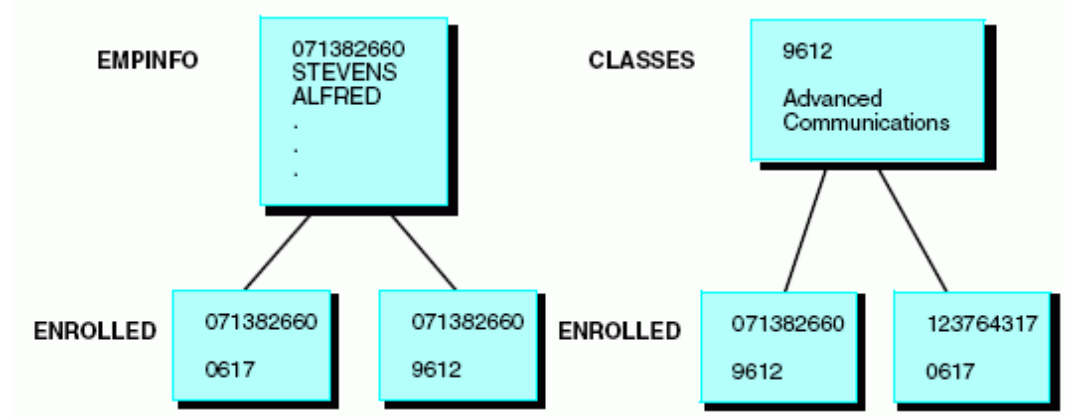 EMPINFO
071382660
STEVENS
ALFRED
.
.
.
ENROLLED
071382660
0617
071382660
9612
CLASSES
9612
Advanced
Communications
ENROLLED
071382660
9612
123764317
0617